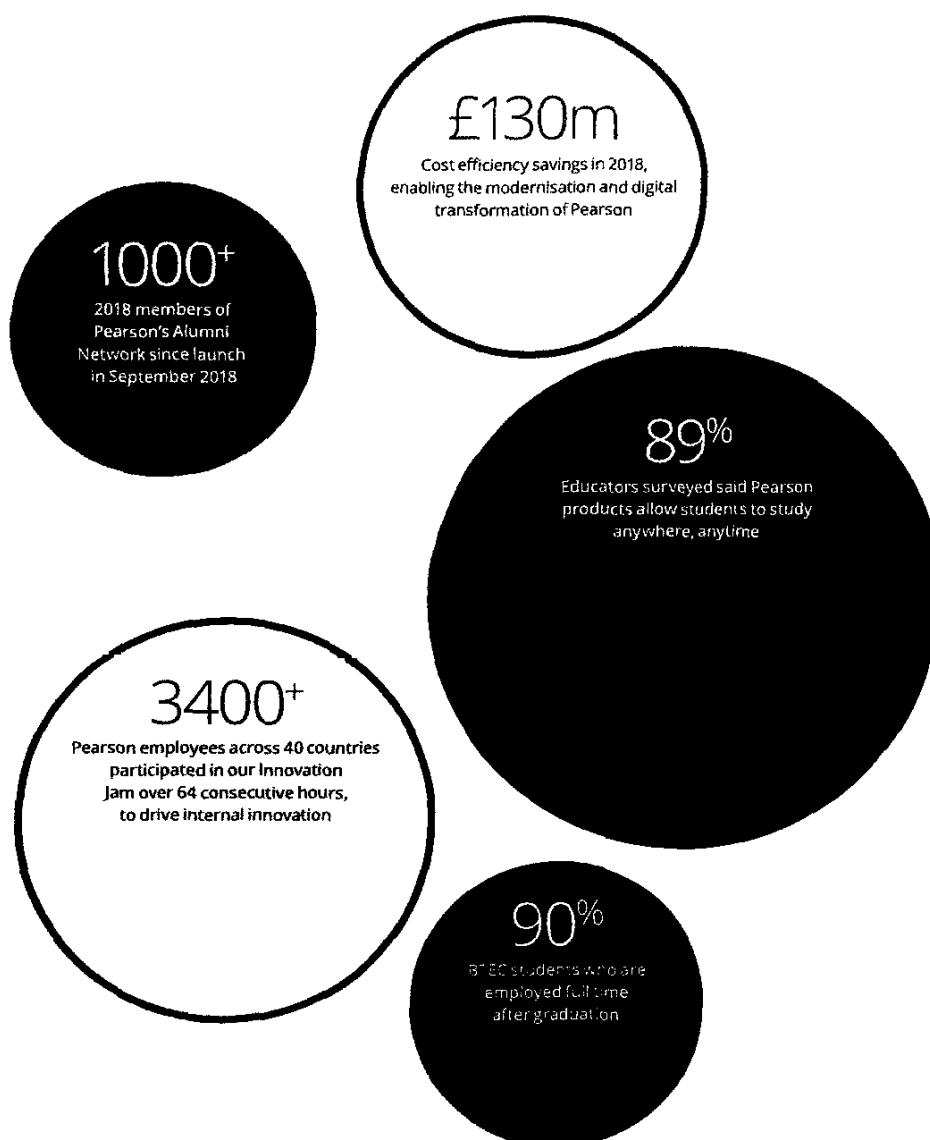 £130m
Cost efficiency savings in 2018,
enabling the modernisation and digital
transformation of Pearson
1000+
2018 members of
Pearson's Alumni
Network since launch
in September 2018
89%
Educators surveyed said Pearson
products allow students to study
anywhere, anytime
3400+
Pearson employees across 40 countries
participated in our Innovation
Jam over 64 consecutive hours,
to drive internal innovation
90%
BTEC students who are
employed full time
after graduation